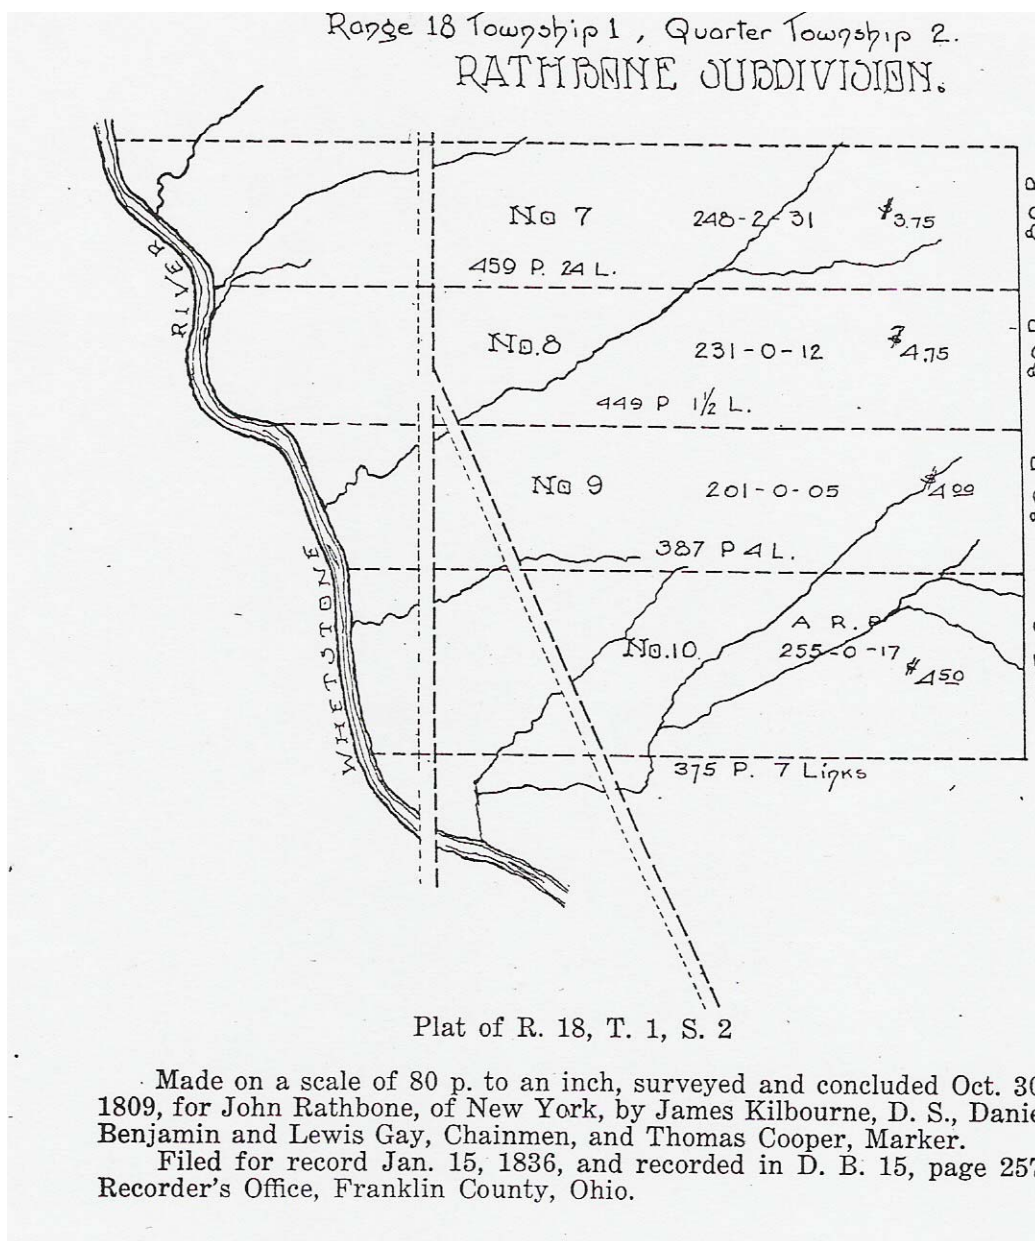 Range 18 Township 1, Quarter Township 2.
RATHBONE SUBDIVISION.
No 7 248-2-31 $3.75
459 P. 24 L.
RIVER
No. 8 231-0-12 $4.75
449 P 1½ L.
No 9 201-0-05 $4.00
387 P 4 L.
WHETSTONE
A R. P
No. 10 255-0-17 $4.50
375 P. 7 Links
Plat of R. 18, T. 1, S. 2
Made on a scale of 80 p. to an inch, surveyed and concluded Oct. 30
1809, for John Rathbone, of New York, by James Kilbourne, D. S., Danie
Benjamin and Lewis Gay, Chainmen, and Thomas Cooper, Marker.
Filed for record Jan. 15, 1836, and recorded in D. B. 15, page 257
Recorder's Office, Franklin County, Ohio.